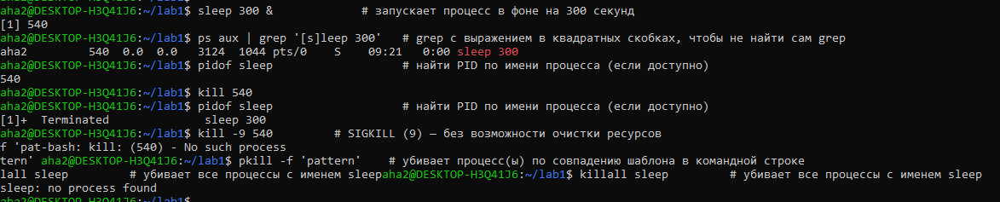 aha2@DESKTOP-H3Q41J6:~/lab1$ sleep 300 &             # запускает процесс в фоне на 300 секунд
[1] 540
aha2@DESKTOP-H3Q41J6:~/lab1$ ps aux | grep '[s]leep 300'   # grep с выражением в квадратных скобках, чтобы не найти сам grep
aha2         540  0.0  0.0   3124  1044 pts/0    S    09:21   0:00 sleep 300
aha2@DESKTOP-H3Q41J6:~/lab1$ pidof sleep                   # найти PID по имени процесса (если доступно)
540
aha2@DESKTOP-H3Q41J6:~/lab1$ kill 540
aha2@DESKTOP-H3Q41J6:~/lab1$ pidof sleep                   # найти PID по имени процесса (если доступно)
[1]+  Terminated              sleep 300
aha2@DESKTOP-H3Q41J6:~/lab1$ kill -9 540         # SIGKILL (9) — без возможности очистки ресурсов
f 'pat-bash: kill: (540) - No such process
tern' aha2@DESKTOP-H3Q41J6:~/lab1$ pkill -f 'pattern'    # убивает процесс(ы) по совпадению шаблона в командной строке
lall sleep         # убивает все процессы с именем sleepaha2@DESKTOP-H3Q41J6:~/lab1$ killall sleep         # убивает все процессы с именем sleep
sleep: no process found
aha2@DESKTOP-H3Q41J6:~/lab1$